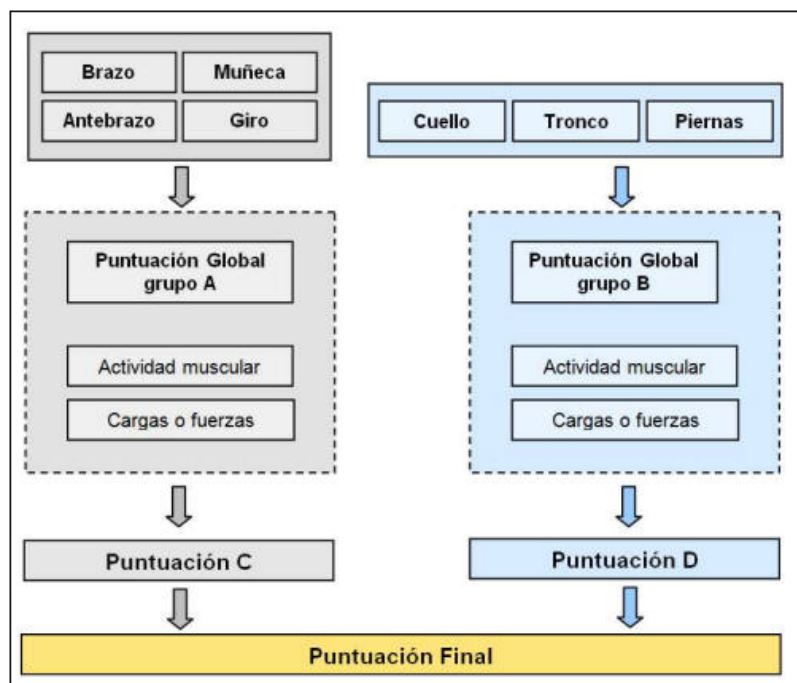 Brazo
Muñeca
Antebrazo
Giro
Cuello
Tronco
Piernas
Puntuación Global
grupo A
Actividad muscular
Cargas o fuerzas
Puntuación Global
grupo B
Actividad muscular
Cargas o fuerzas
Puntuación C
Puntuación D
Puntuación Final